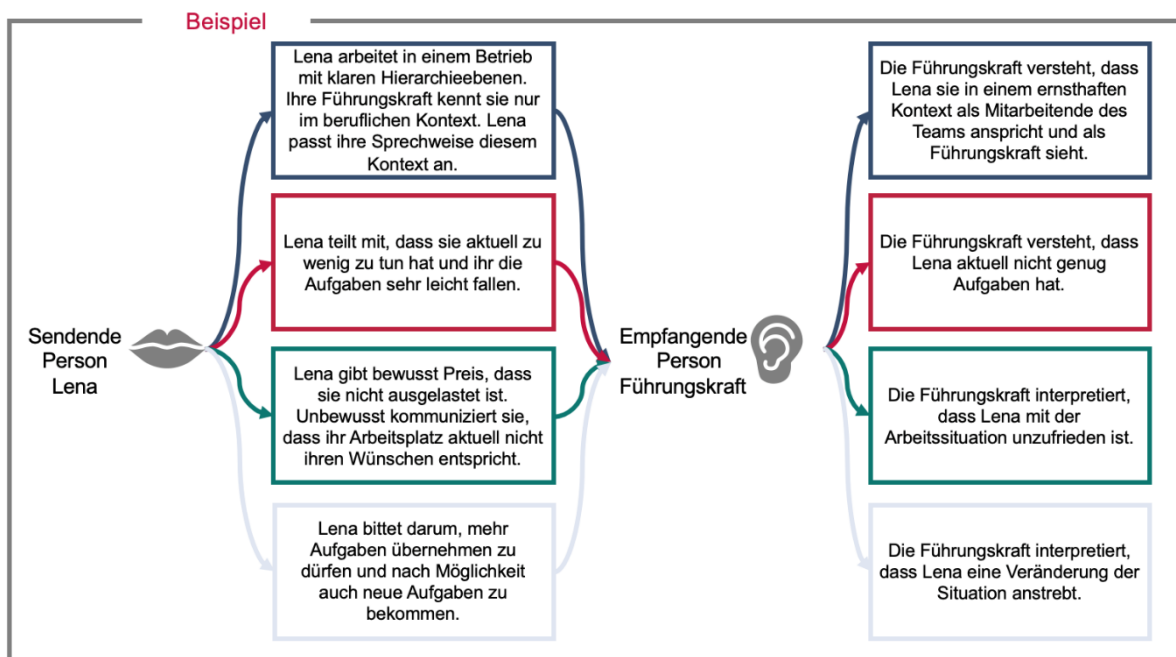 Beispiel
Lena arbeitet in einem Betrieb
mit klaren Hierarchieebenen.
Ihre Führungskraft kennt sie nur
im beruflichen Kontext. Lena
passt ihre Sprechweise diesem
Kontext an.
Lena teilt mit, dass sie aktuell zu
wenig zu tun hat und ihr die
Aufgaben sehr leicht fallen.
Sendende
Person
Lena
Lena gibt bewusst Preis, dass
sie nicht ausgelastet ist.
Unbewusst kommuniziert sie,
dass ihr Arbeitsplatz aktuell nicht
ihren Wünschen entspricht.
Lena bittet darum, mehr
Aufgaben übernehmen zu
dürfen und nach Möglichkeit
auch neue Aufgaben zu
bekommen.
Empfangende
Person
Führungskraft
Die Führungskraft versteht, dass
Lena sie in einem ernsthaften
Kontext als Mitarbeitende des
Teams anspricht und als
Führungskraft sieht.
Die Führungskraft versteht, dass
Lena aktuell nicht genug
Aufgaben hat.
Die Führungskraft interpretiert,
dass Lena mit der
Arbeitssituation unzufrieden ist.
Die Führungskraft interpretiert,
dass Lena eine Veränderung der
Situation anstrebt.